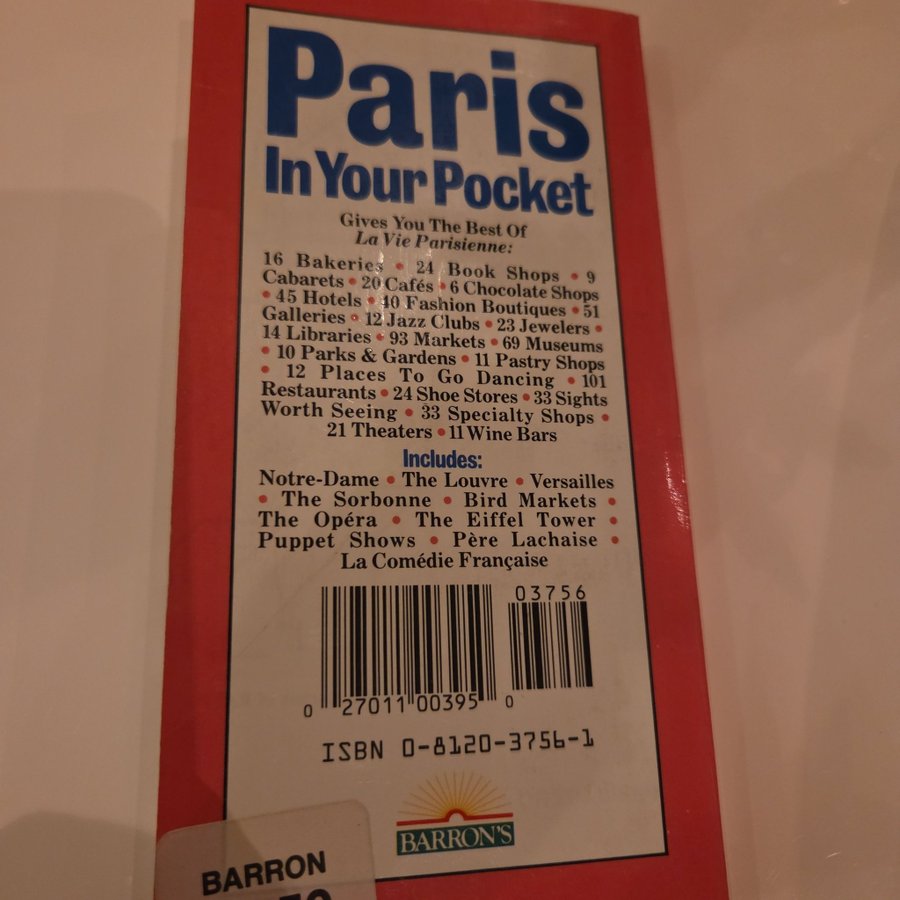 Paris
In Your Pocket
Gives You The Best Of
La Vie Parisienne:
16 Bakeries • 24 Book Shops • 9
Cabarets • 20 Cafés • 6 Chocolate Shops
• 45 Hotels • 40 Fashion Boutiques • 51
Galleries • 12 Jazz Clubs • 23 Jewelers •
14 Libraries • 93 Markets • 69 Museums
• 10 Parks & Gardens • 11 Pastry Shops
• 12 Places To Go Dancing • 101
Restaurants • 24 Shoe Stores • 33 Sights
Worth Seeing • 33 Specialty Shops •
21 Theaters • 11 Wine Bars
Includes:
Notre-Dame • The Louvre • Versailles
• The Sorbonne • Bird Markets •
The Opéra • The Eiffel Tower •
Puppet Shows • Père Lachaise •
La Comédie Française
03756
0 27011 00395 0
ISBN 0-8120-3756-1
BARRON'S
BARRON